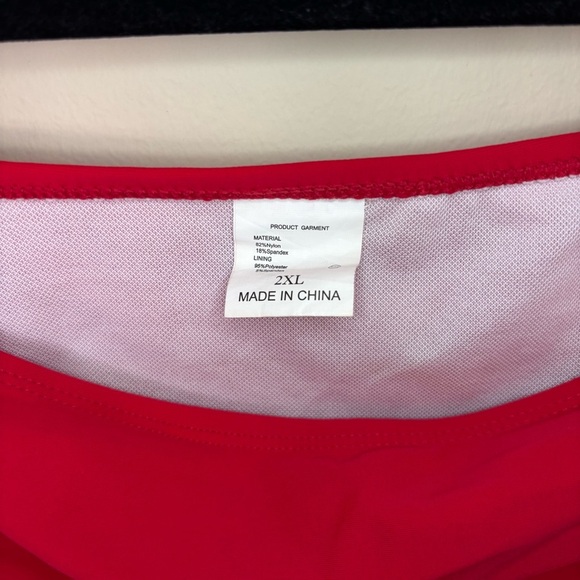 PRODUCT GARMENT
MATERIAL
82%Nylon
18%Spandex
LINING
95%Polyester
2XL
MADE IN CHINA